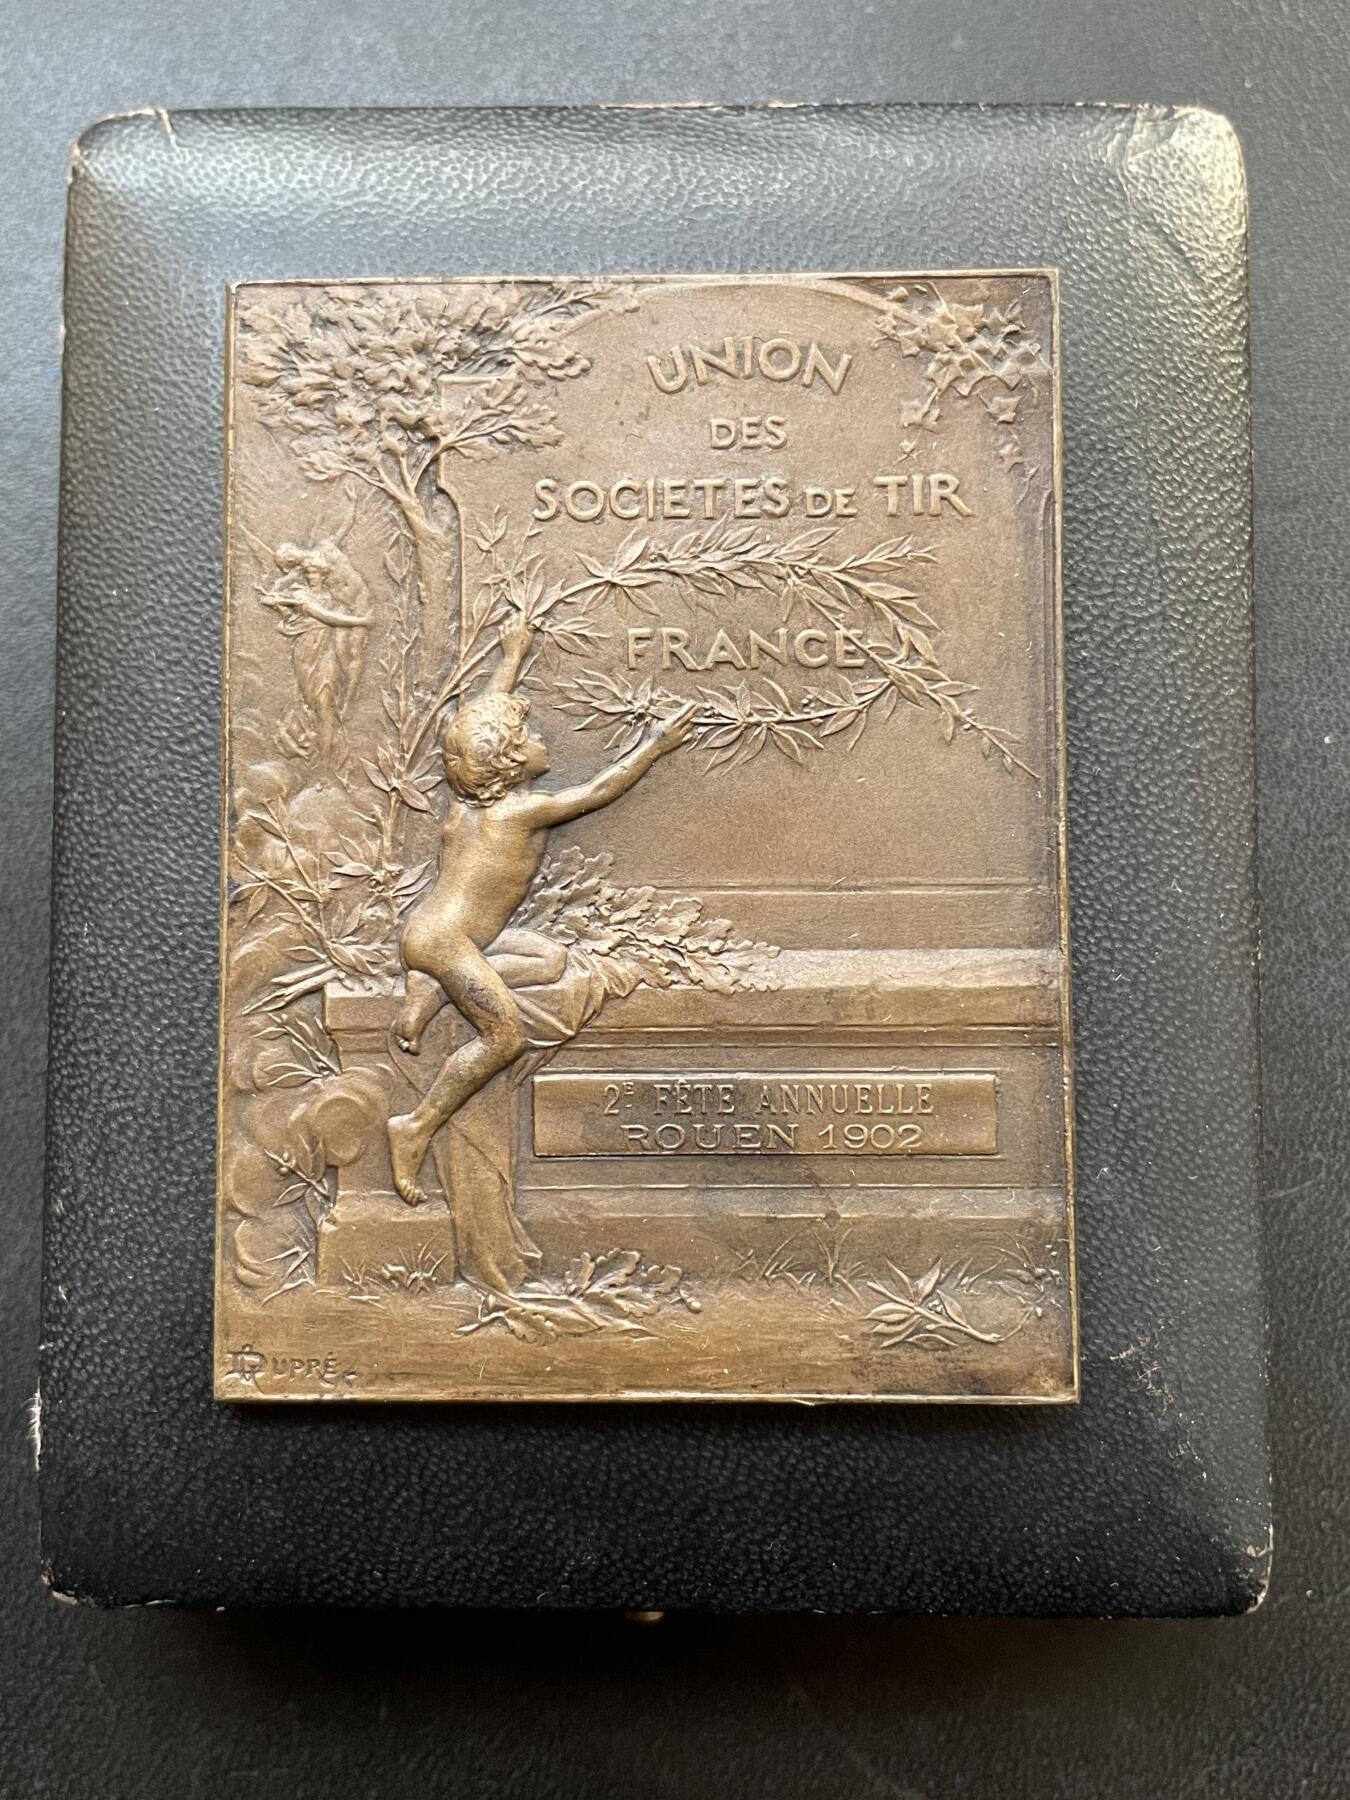 UNION
DES
SOCIETES DE TIR
FRANCE
2E FÊTE ANNUELLE
ROUEN 1902
DUPRÉ